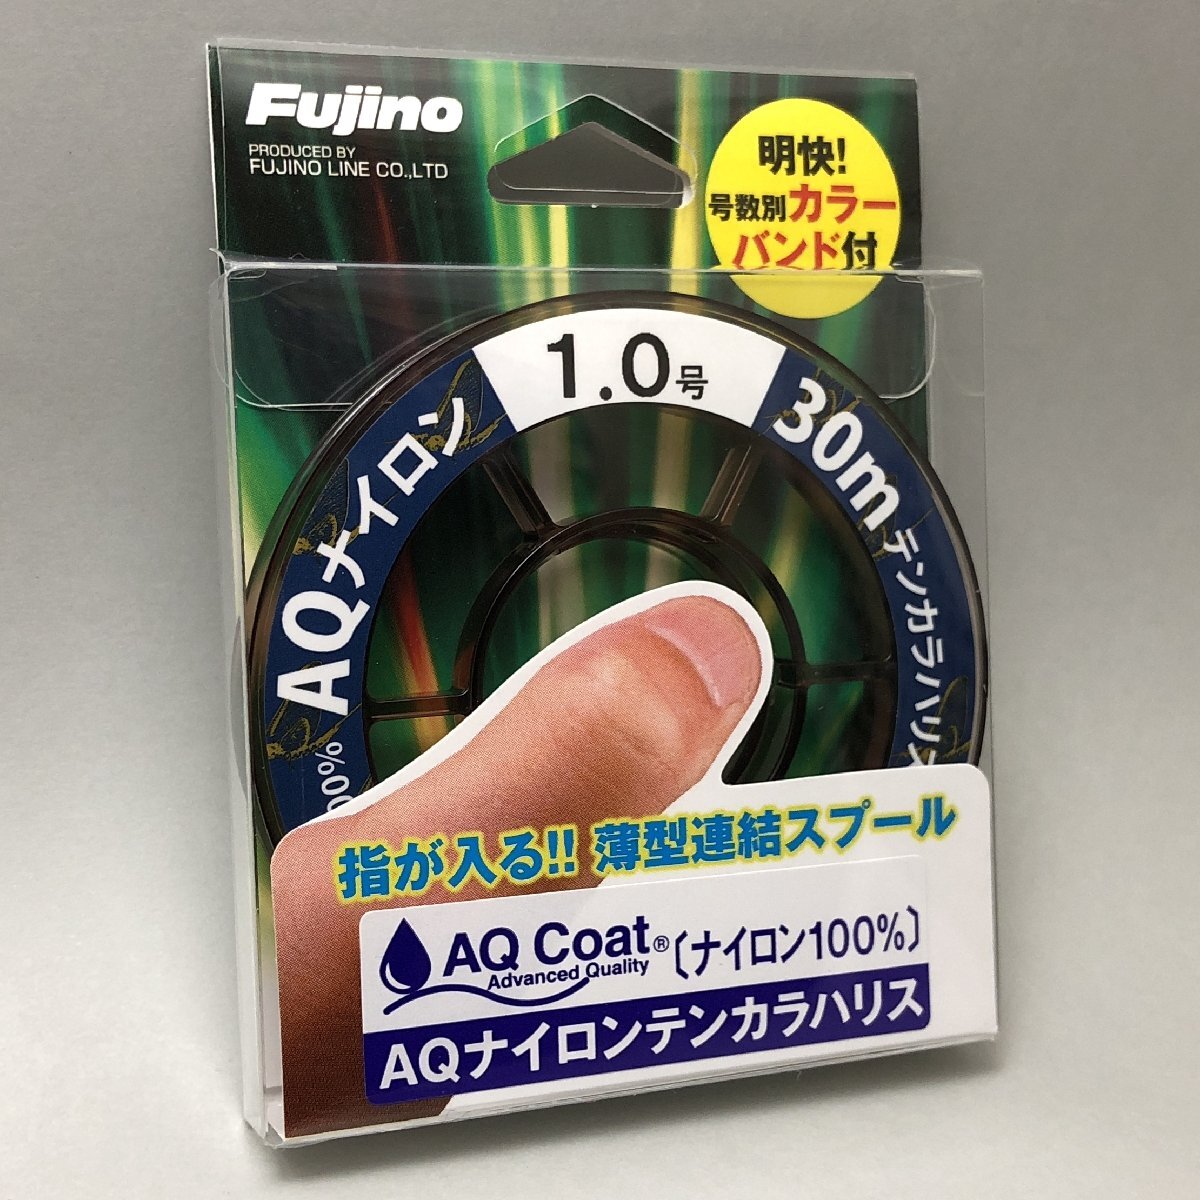 Fujino
PRODUCED BY
FUJINO LINE CO.,LTD
明快!
号数別カラー
バンド付
1.0号
30m
テンカラハリス
AQナイロン
00%
指が入る!! 薄型連結スプール
AQ Coat®
Advanced Quality
〔ナイロン100%〕
AQナイロンテンカラハリス